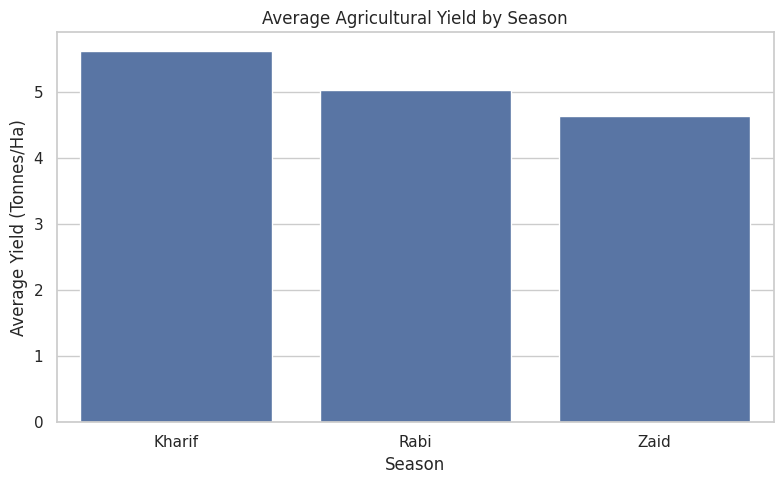 Average Agricultural Yield by Season
Average Yield (Tonnes/Ha)
5
4
3
2
1
0
Kharif
Rabi
Zaid
Season